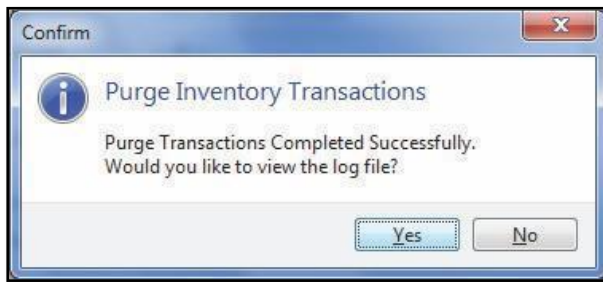 Confirm
Purge Inventory Transactions
Purge Transactions Completed Successfully.
Would you like to view the log file?
Yes
No